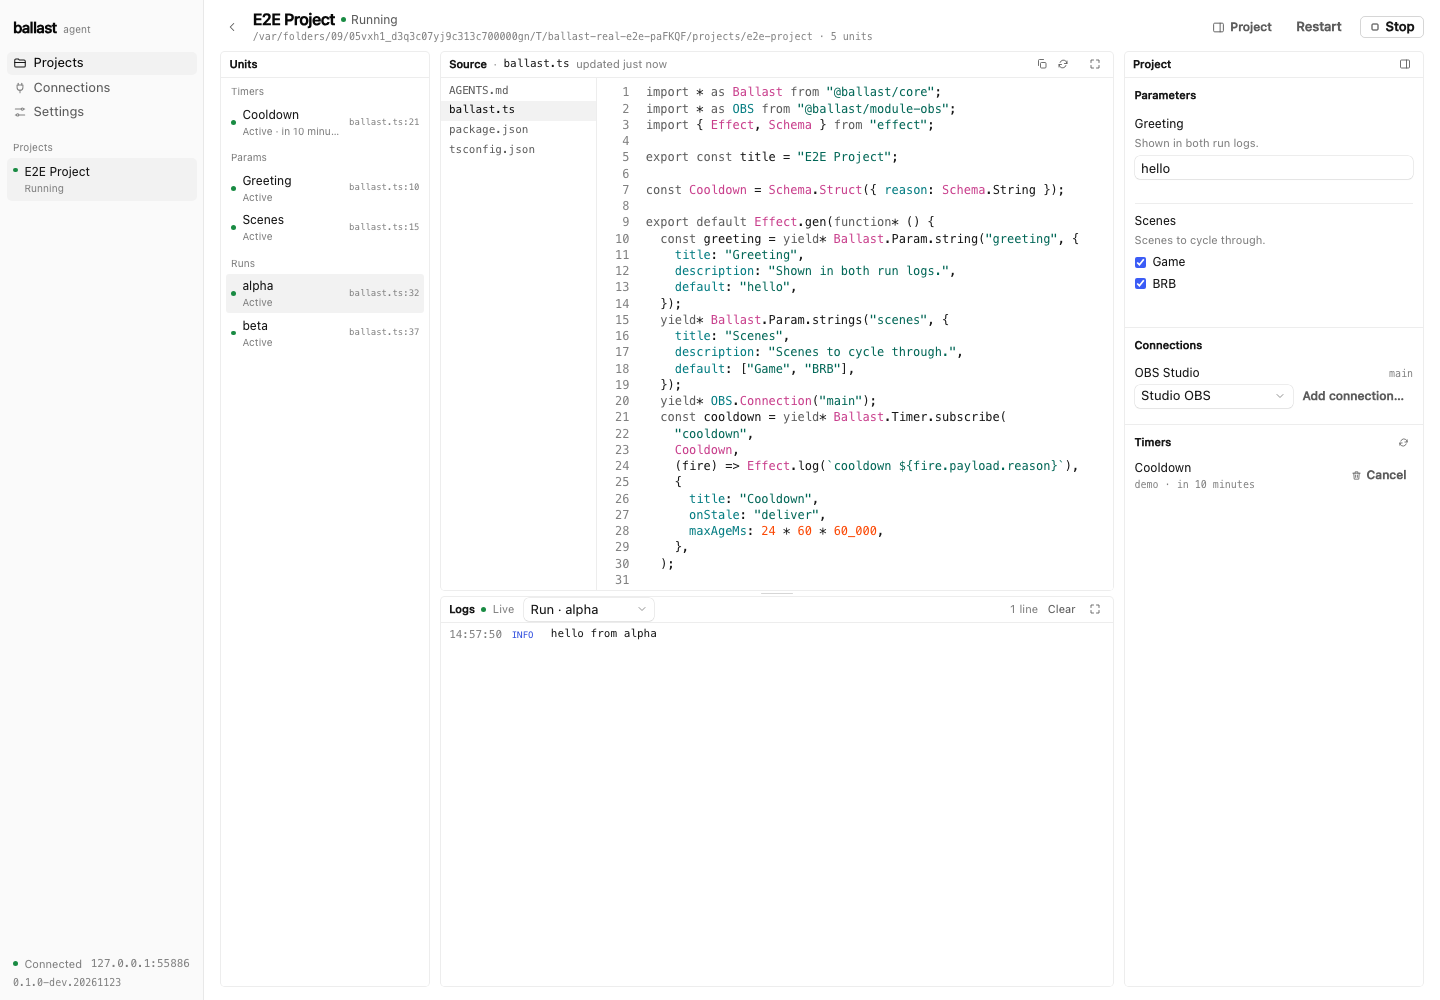 ballast agent
Projects
Connections
Settings
Projects
E2E Project
Running
Connected 127.0.0.1:55886
0.1.0-dev.20261123
E2E Project Running
/var/folders/09/05vxh1_d3q3c07yj9c313c700000gn/T/ballast-real-e2e-paFKQF/projects/e2e-project · 5 units
Project Restart Stop
Units
Timers
Cooldown
Active · in 10 minu... ballast.ts:21
Params
Greeting
Active ballast.ts:10
Scenes
Active ballast.ts:15
Runs
alpha
Active ballast.ts:32
beta
Active ballast.ts:37
Source · ballast.ts updated just now
AGENTS.md
ballast.ts
package.json
tsconfig.json
1 import * as Ballast from "@ballast/core";
2 import * as OBS from "@ballast/module-obs";
3 import { Effect, Schema } from "effect";
4
5 export const title = "E2E Project";
6
7 const Cooldown = Schema.Struct({ reason: Schema.String });
8
9 export default Effect.gen(function* () {
10 const greeting = yield* Ballast.Param.string("greeting", {
11 title: "Greeting",
12 description: "Shown in both run logs.",
13 default: "hello",
14 });
15 yield* Ballast.Param.strings("scenes", {
16 title: "Scenes",
17 description: "Scenes to cycle through.",
18 default: ["Game", "BRB"],
19 });
20 yield* OBS.Connection("main");
21 const cooldown = yield* Ballast.Timer.subscribe(
22 "cooldown",
23 Cooldown,
24 (fire) => Effect.log(`cooldown ${fire.payload.reason}`),
25 {
26 title: "Cooldown",
27 onStale: "deliver",
28 maxAgeMs: 24 * 60 * 60_000,
29 },
30 );
31
Logs Live Run · alpha 1 line Clear
14:57:50 INFO hello from alpha
Project
Parameters
Greeting
Shown in both run logs.
hello
Scenes
Scenes to cycle through.
Game
BRB
Connections
OBS Studio main
Studio OBS Add connection...
Timers
Cooldown
demo · in 10 minutes Cancel